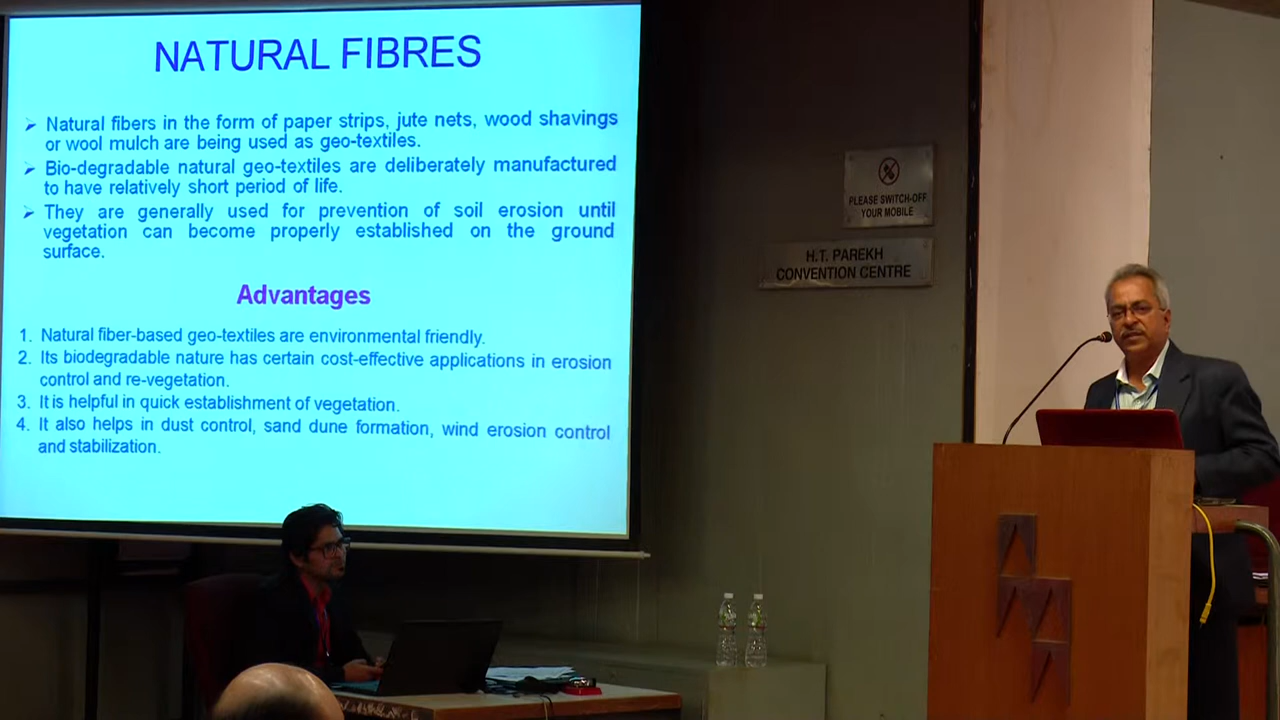 NATURAL FIBRES
Natural fibers in the form of paper strips, jute nets, wood shavings
or wool mulch are being used as geo-textiles.
Bio-degradable natural geo-textiles are deliberately manufactured
to have relatively short period of life.
They are generally used for prevention of soil erosion until
vegetation can become properly established on the ground
surface.
Advantages
1. Natural fiber-based geo-textiles are environmental friendly.
2. Its biodegradable nature has certain cost-effective applications in erosion
control and re-vegetation.
3. It is helpful in quick establishment of vegetation.
4. It also helps in dust control, sand dune formation, wind erosion control
and stabilization.
PLEASE SWITCH-OFF
YOUR MOBILE
H.T. PAREKH
CONVENTION CENTRE